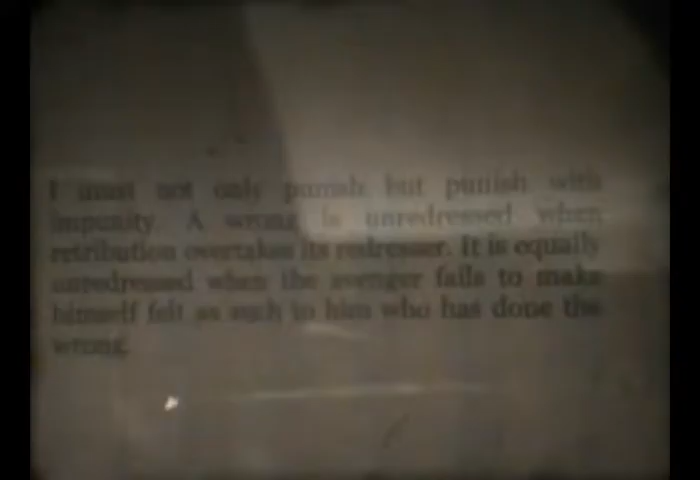 I must not only punish but punish with
impunity. A wrong is unredressed when
retribution overtakes its redresser. It is equally
unredressed when the avenger fails to make
himself felt as such to him who has done the
wrong.